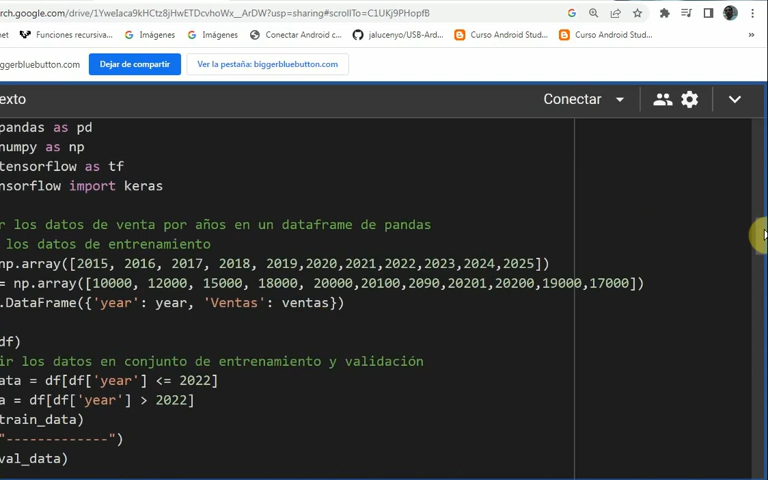 rch.google.com/drive/1YweIaca9kHCtz8jHwETDcvhoWx__ArDW?usp=sharing#scrollTo=C1UKj9PHopfB
net Funciones recursiva... Imágenes Imágenes Conectar Android c... jalucenyo/USB-Ard... Curso Android Stud... Curso Android Stud... »
ggerbluebutton.com Dejar de compartir Ver la pestaña: biggerbluebutton.com
exto Conectar
pandas as pd
numpy as np
tensorflow as tf
nsorflow import keras
r los datos de venta por años en un dataframe de pandas
los datos de entrenamiento
np.array([2015, 2016, 2017, 2018, 2019,2020,2021,2022,2023,2024,2025])
= np.array([10000, 12000, 15000, 18000, 20000,20100,2090,20201,20200,19000,17000])
.DataFrame({'year': year, 'Ventas': ventas})
df)
ir los datos en conjunto de entrenamiento y validación
ata = df[df['year'] <= 2022]
a = df[df['year'] > 2022]
train_data)
"-------------")
val_data)